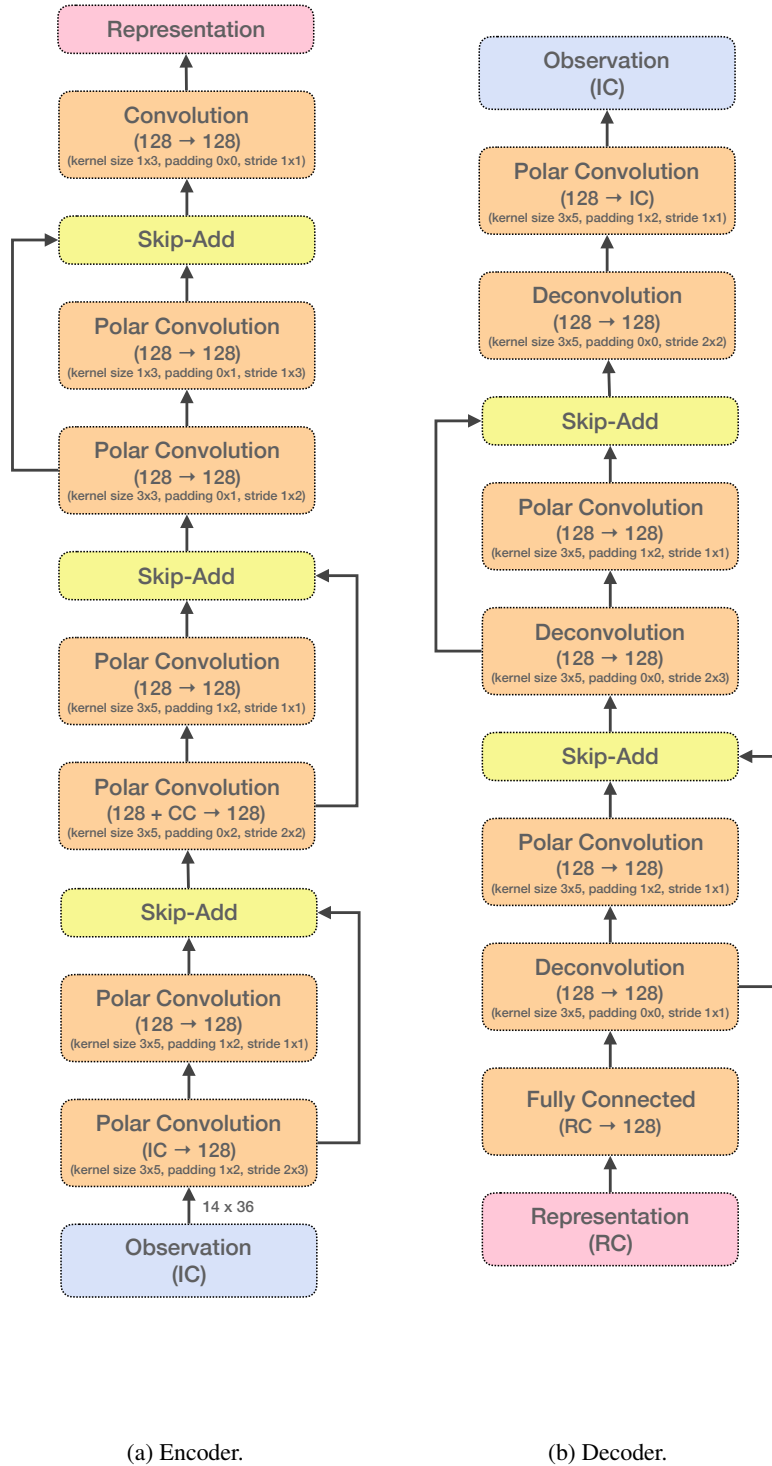 Representation
Convolution
(128 → 128)
(kernel size 1x3, padding 0x0, stride 1x1)
Skip-Add
Polar Convolution
(128 → 128)
(kernel size 1x3, padding 0x1, stride 1x3)
Polar Convolution
(128 → 128)
(kernel size 3x3, padding 0x1, stride 1x2)
Skip-Add
Polar Convolution
(128 → 128)
(kernel size 3x5, padding 1x2, stride 1x1)
Polar Convolution
(128 + CC → 128)
(kernel size 3x5, padding 0x2, stride 2x2)
Skip-Add
Polar Convolution
(128 → 128)
(kernel size 3x5, padding 1x2, stride 1x1)
Polar Convolution
(IC → 128)
(kernel size 3x5, padding 1x2, stride 2x3)
14 x 36
Observation
(IC)
(a) Encoder.
Observation
(IC)
Polar Convolution
(128 → IC)
(kernel size 3x5, padding 1x2, stride 1x1)
Deconvolution
(128 → 128)
(kernel size 3x5, padding 0x0, stride 2x2)
Skip-Add
Polar Convolution
(128 → 128)
(kernel size 3x5, padding 1x2, stride 1x1)
Deconvolution
(128 → 128)
(kernel size 3x5, padding 0x0, stride 2x3)
Skip-Add
Polar Convolution
(128 → 128)
(kernel size 3x5, padding 1x2, stride 1x1)
Deconvolution
(128 → 128)
(kernel size 3x5, padding 0x0, stride 1x1)
Fully Connected
(RC → 128)
Representation
(RC)
(b) Decoder.